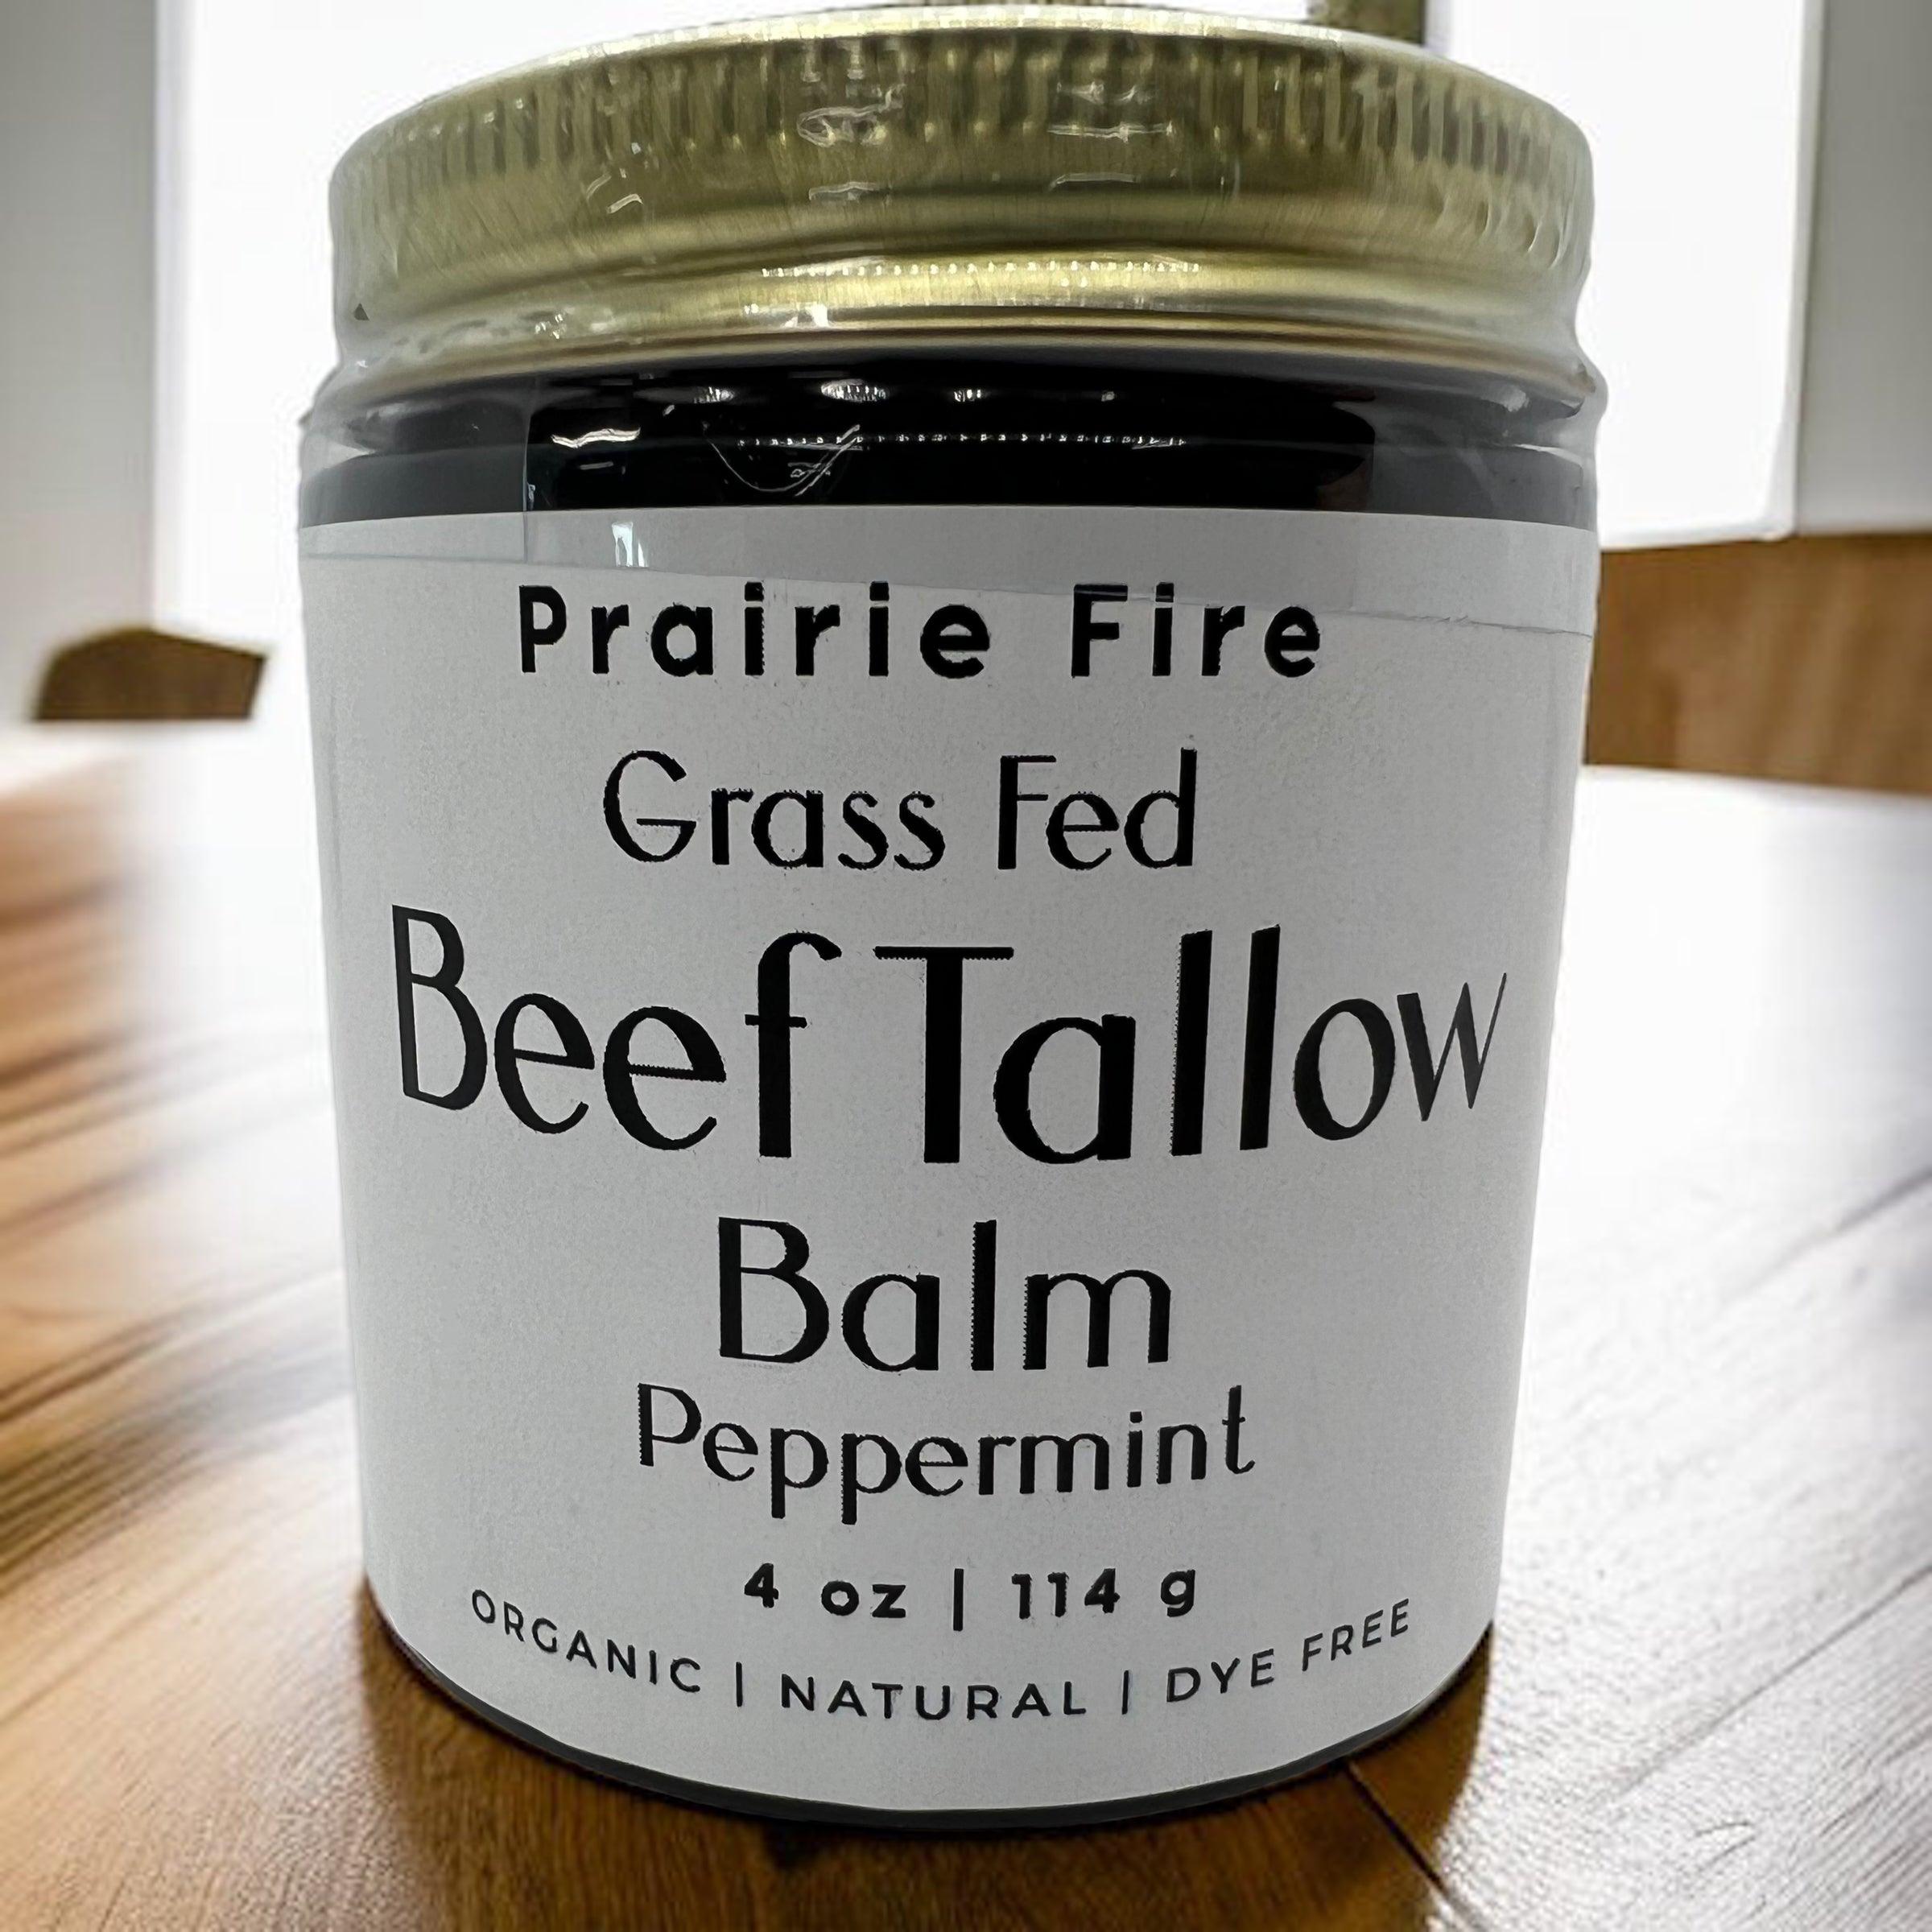 Prairie Fire
Grass Fed
Beef Tallow
Balm
Peppermint
4 oz | 114 g
ORGANIC | NATURAL | DYE FREE